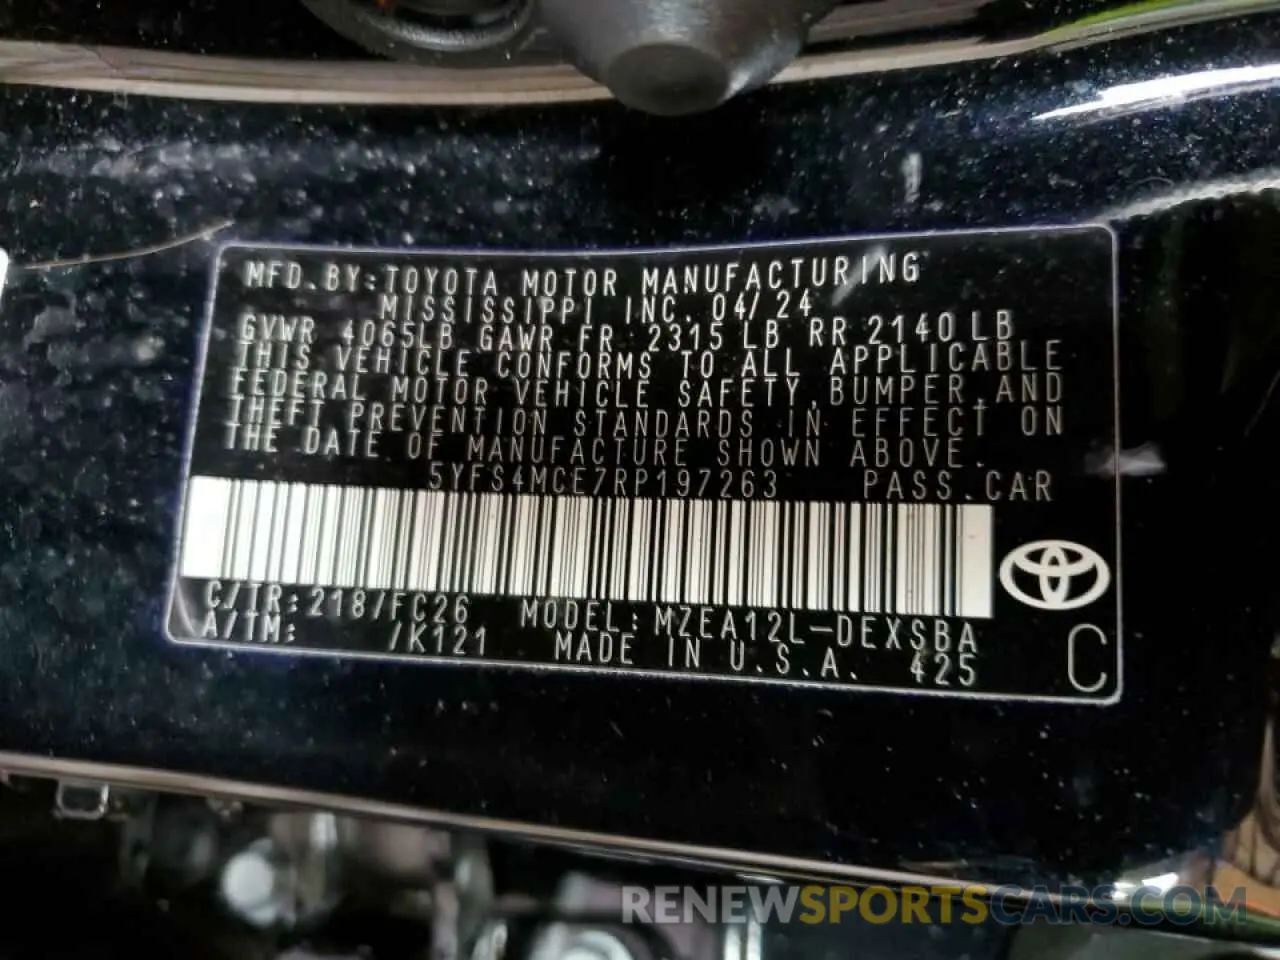 MFD.BY:TOYOTA MOTOR MANUFACTURING
MISSISSIPPI INC. 04/24
GVWR 4065LB GAWR FR 2315 LB RR 2140 LB
THIS VEHICLE CONFORMS TO ALL APPLICABLE
FEDERAL MOTOR VEHICLE SAFETY,BUMPER,AND
THEFT PREVENTION STANDARDS IN EFFECT ON
THE DATE OF MANUFACTURE SHOWN ABOVE.
5YFS4MCE7RP197263 PASS.CAR
C/TR:218/FC26 MODEL:MZEA12L-DEXSBA
A/TM: /K121 MADE IN U.S.A. 425 C
RENEWSPORTSCARS.COM